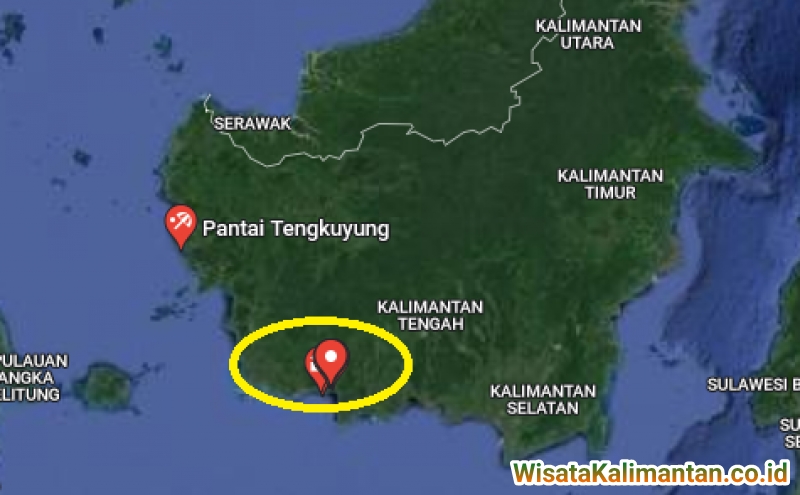 KALIMANTAN
UTARA
SERAWAK
KALIMANTAN
TIMUR
Pantai Tengkuyung
KALIMANTAN
TENGAH
PULAUAN
ANGKA
ELITUNG
KALIMANTAN
SELATAN
SULAWESI B
SU
SE
WisataKalimantan.co.id